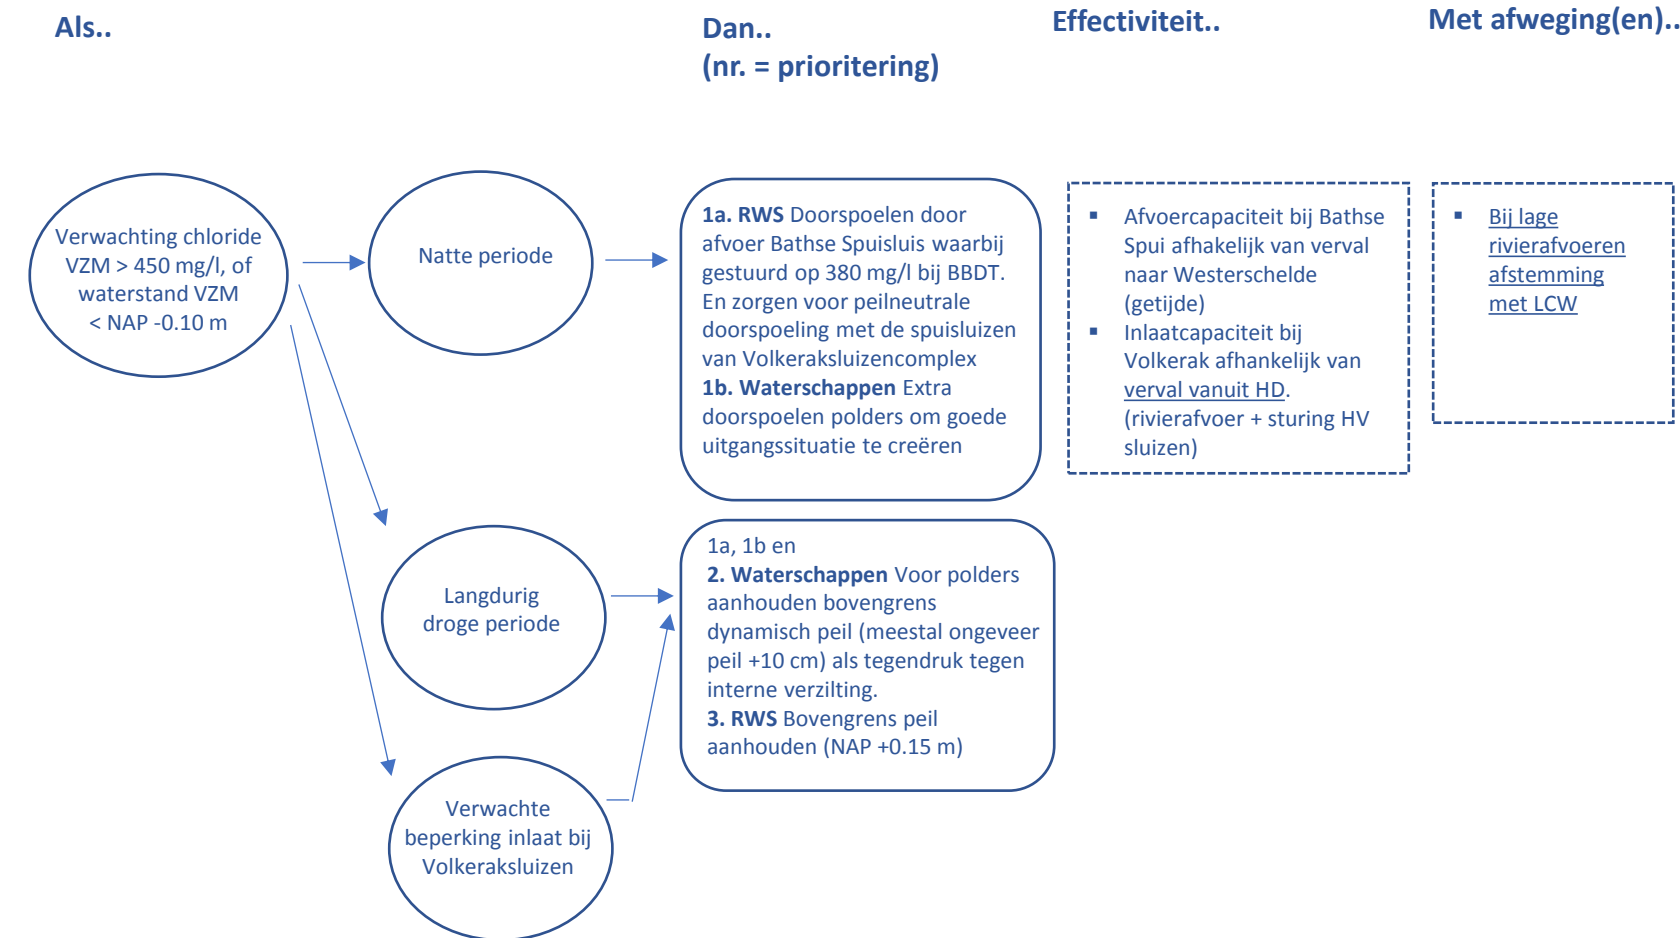 Als..
Dan..
(nr. = prioritering)
Effectiviteit..
Met afweging(en)..
Verwachting chloride
VZM > 450 mg/l, of
waterstand VZM
< NAP -0.10 m
Natte periode
1a. RWS Doorspoelen door
afvoer Bathse Spuisluis waarbij
gestuurd op 380 mg/l bij BBDT.
En zorgen voor peilneutrale
doorspoeling met de spuisluizen
van Volkeraksluizencomplex
1b. Waterschappen Extra
doorspoelen polders om goede
uitgangssituatie te creëren
▪ Afvoercapaciteit bij Bathse
Spui afhakelijk van verval
naar Westerschelde
(getijde)
▪ Inlaatcapaciteit bij
Volkerak afhankelijk van
verval vanuit HD.
(rivierafvoer + sturing HV
sluizen)
▪ Bij lage
rivierafvoeren
afstemming
met LCW
Langdurig
droge periode
1a, 1b en
2. Waterschappen Voor polders
aanhouden bovengrens
dynamisch peil (meestal ongeveer
peil +10 cm) als tegendruk tegen
interne verzilting.
3. RWS Bovengrens peil
aanhouden (NAP +0.15 m)
Verwachte
beperking inlaat bij
Volkeraksluizen